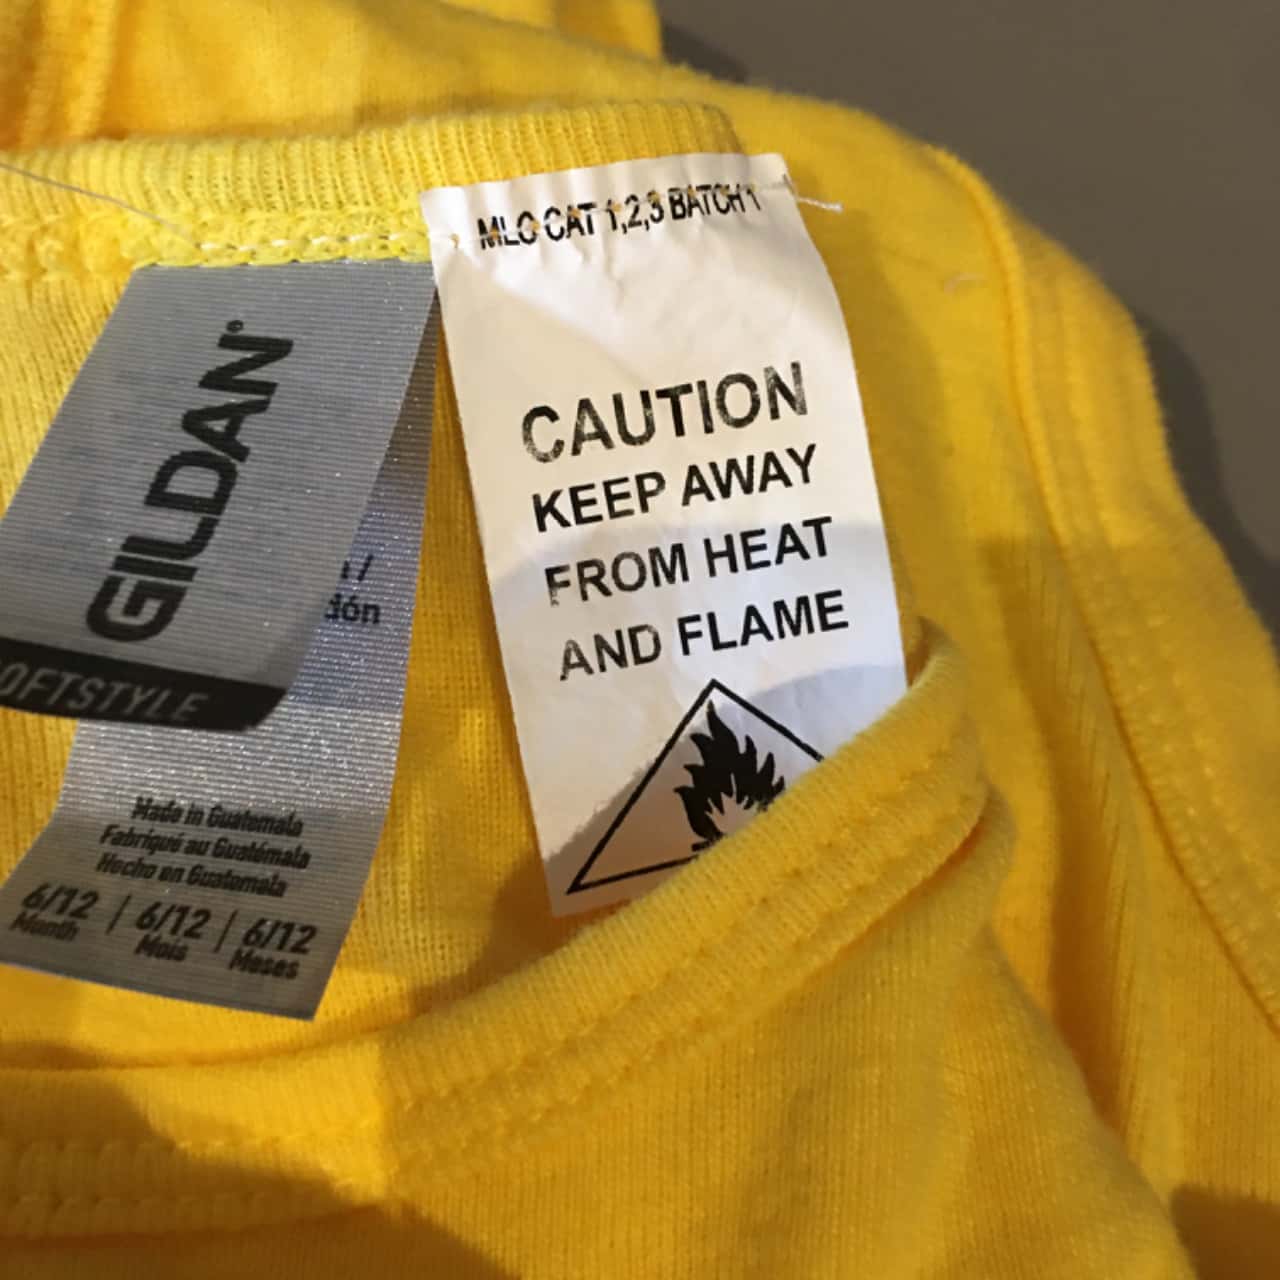 MLO CAT 1,2,3 BATCH 1
CAUTION
KEEP AWAY
FROM HEAT
AND FLAME
GILDAN®
OFTSTYLE
Made in Guatemala
Fabriqué au Guatémala
Hecho en Guatemala
6/12 | 6/12 | 6/12
Month Mois Meses